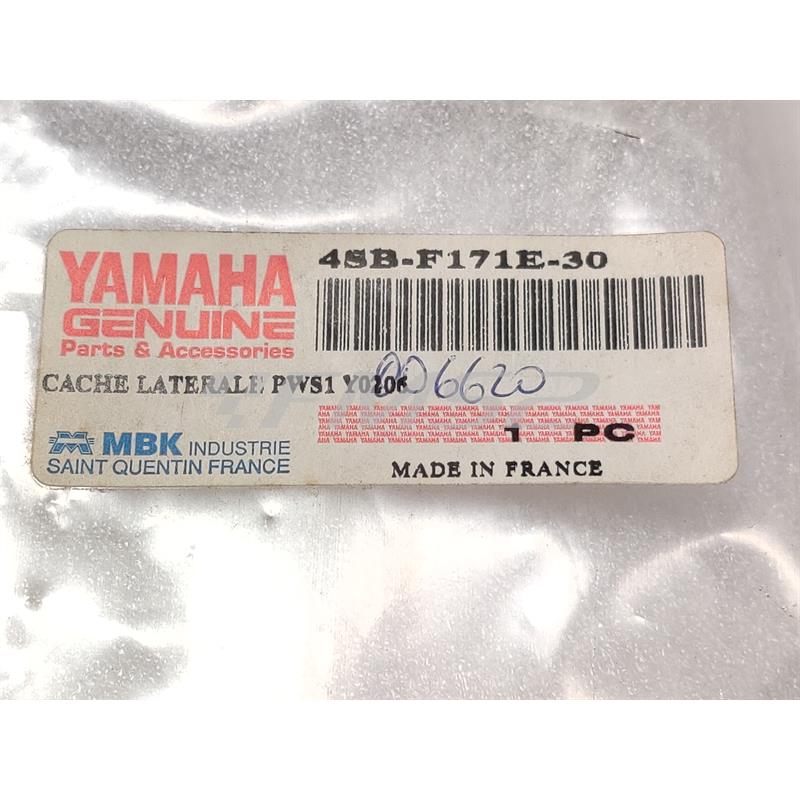 YAMAHA
GENUINE
Parts & Accessories
4SB-F171E-30
CACHE LATERALE PWS1 Y0206
006620
1 PC
MBK INDUSTRIE
SAINT QUENTIN FRANCE
MADE IN FRANCE